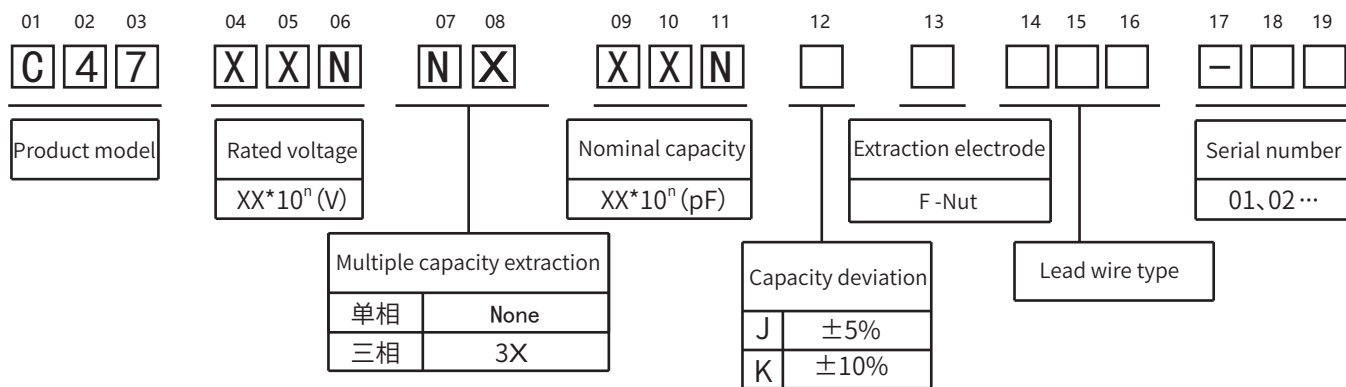 01 02 03 04 05 06 07 08 09 10 11 12 13 14 15 16 17 18 19
C 4 7 X X N N X X X N −
Product model Rated voltage Nominal capacity Extraction electrode Serial number
XX*10ⁿ (V) XX*10ⁿ (pF) F -Nut 01、02…
Multiple capacity extraction Capacity deviation Lead wire type
单相 None
三相 3X
J ±5%
K ±10%